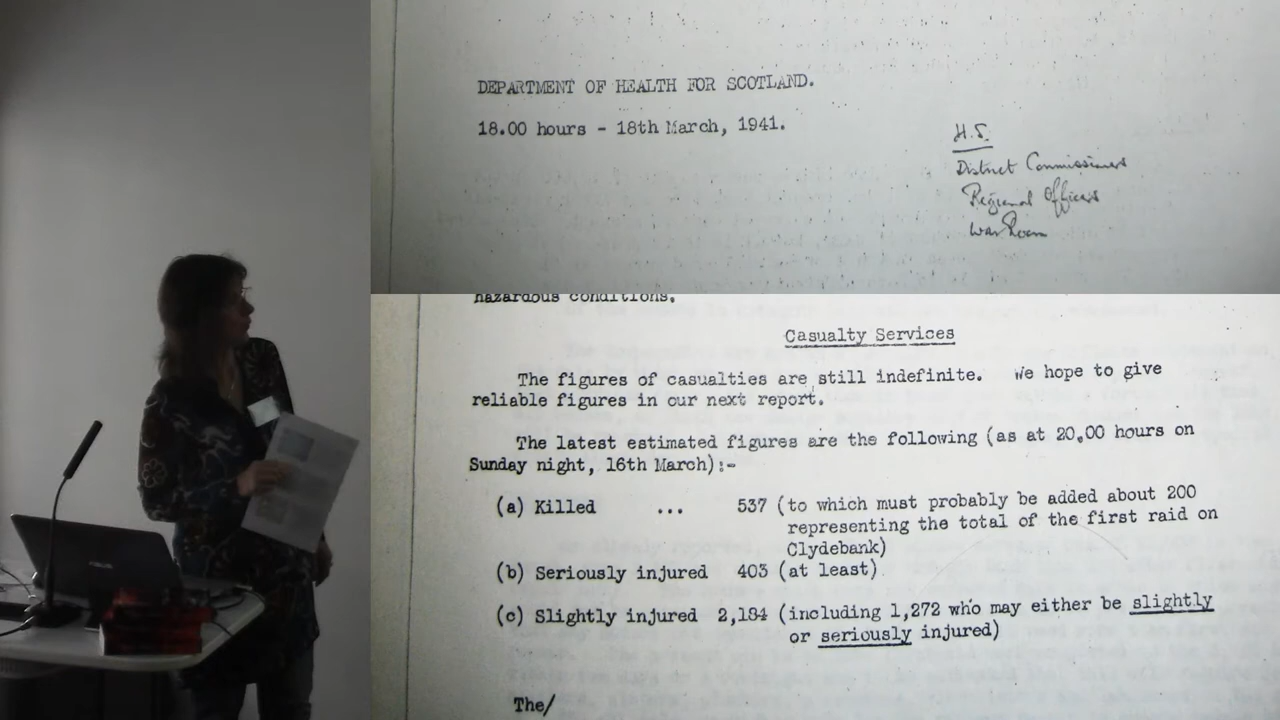 DEPARTMENT OF HEALTH FOR SCOTLAND.
18.00 hours - 18th March, 1941.
H.S.
District Commissioners
Regional Officers
War Room
hazardous conditions.
Casualty Services
The figures of casualties are still indefinite. We hope to give
reliable figures in our next report.
The latest estimated figures are the following (as at 20.00 hours on
Sunday night, 16th March):-
(a) Killed ... 537 (to which must probably be added about 200
representing the total of the first raid on
Clydebank)
(b) Seriously injured 403 (at least)
(c) Slightly injured 2,184 (including 1,272 who may either be slightly
or seriously injured)
The/